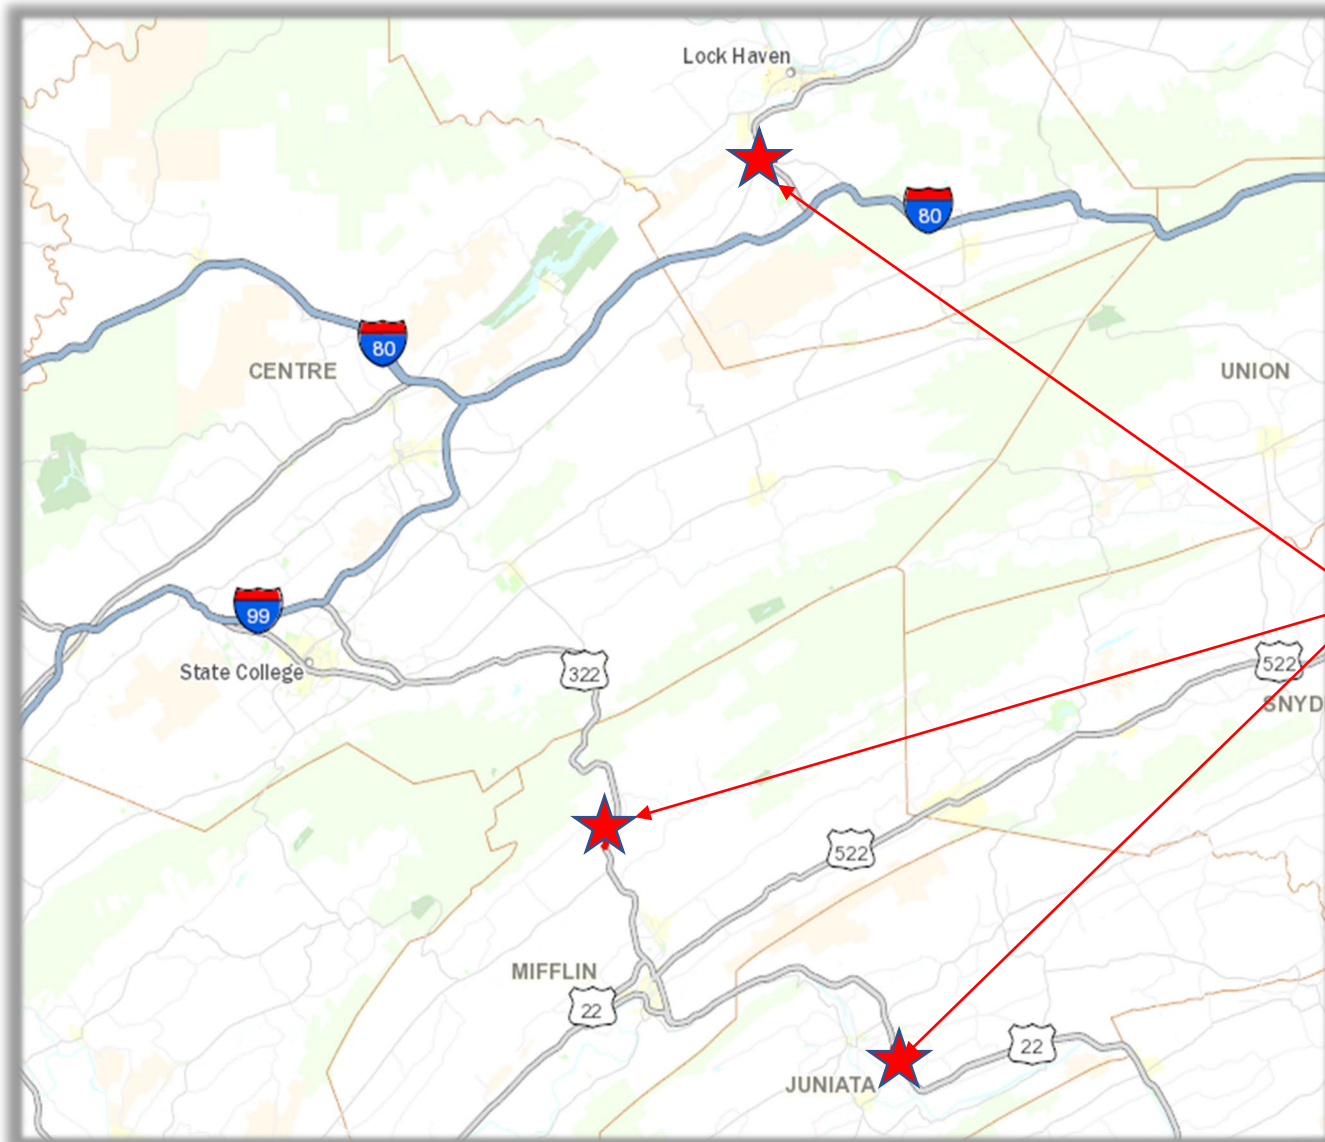 Lock Haven
80
80
CENTRE
UNION
99
State College
322
522
SNYD
522
MIFFLIN
22
22
JUNIATA